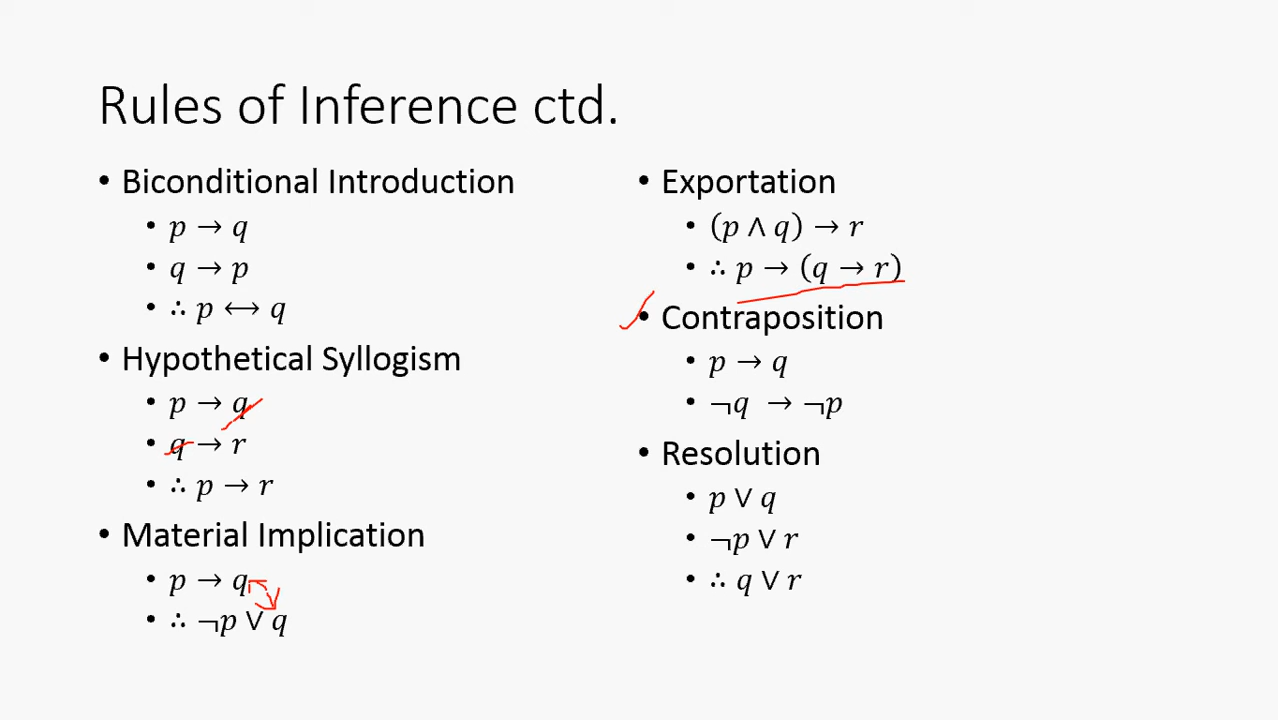 Rules of Inference ctd.
• Biconditional Introduction
• p → q
• q → p
• ∴ p ↔ q
• Hypothetical Syllogism
• p → q
• q → r
• ∴ p → r
• Material Implication
• p → q
• ∴ ¬p ∨ q
• Exportation
• (p ∧ q) → r
• ∴ p → (q → r)
• Contraposition
• p → q
• ¬q → ¬p
• Resolution
• p ∨ q
• ¬p ∨ r
• ∴ q ∨ r